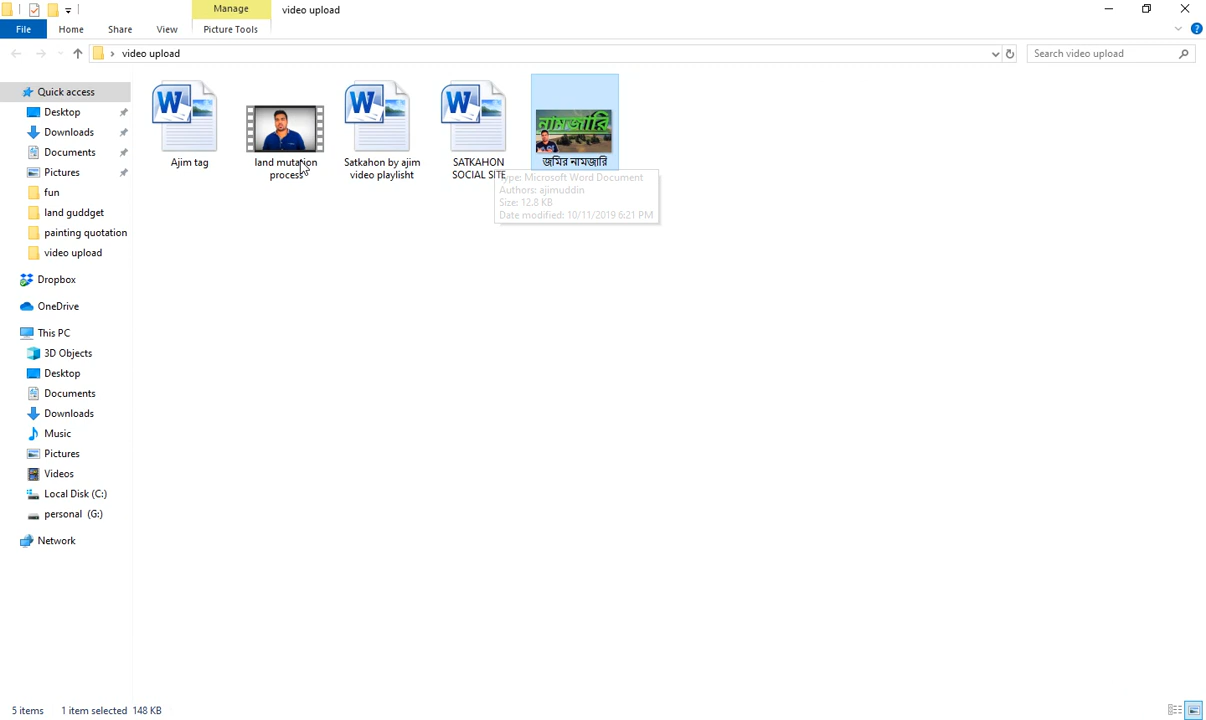 Manage
video upload
File
Home
Share
View
Picture Tools
video upload
Search video upload
Quick access
Desktop
Downloads
Documents
Pictures
fun
land guddget
painting quotation
video upload
Dropbox
OneDrive
This PC
3D Objects
Desktop
Documents
Downloads
Music
Pictures
Videos
Local Disk (C:)
personal (G:)
Network
Ajim tag
land mutation
process
Satkahon by ajim
video playlisht
SATKAHON
SOCIAL SITE
নামজারি
জমির নামজারি
Type: Microsoft Word Document
Authors: ajimuddin
Size: 12.8 KB
Date modified: 10/11/2019 6:21 PM
5 items
1 item selected 148 KB